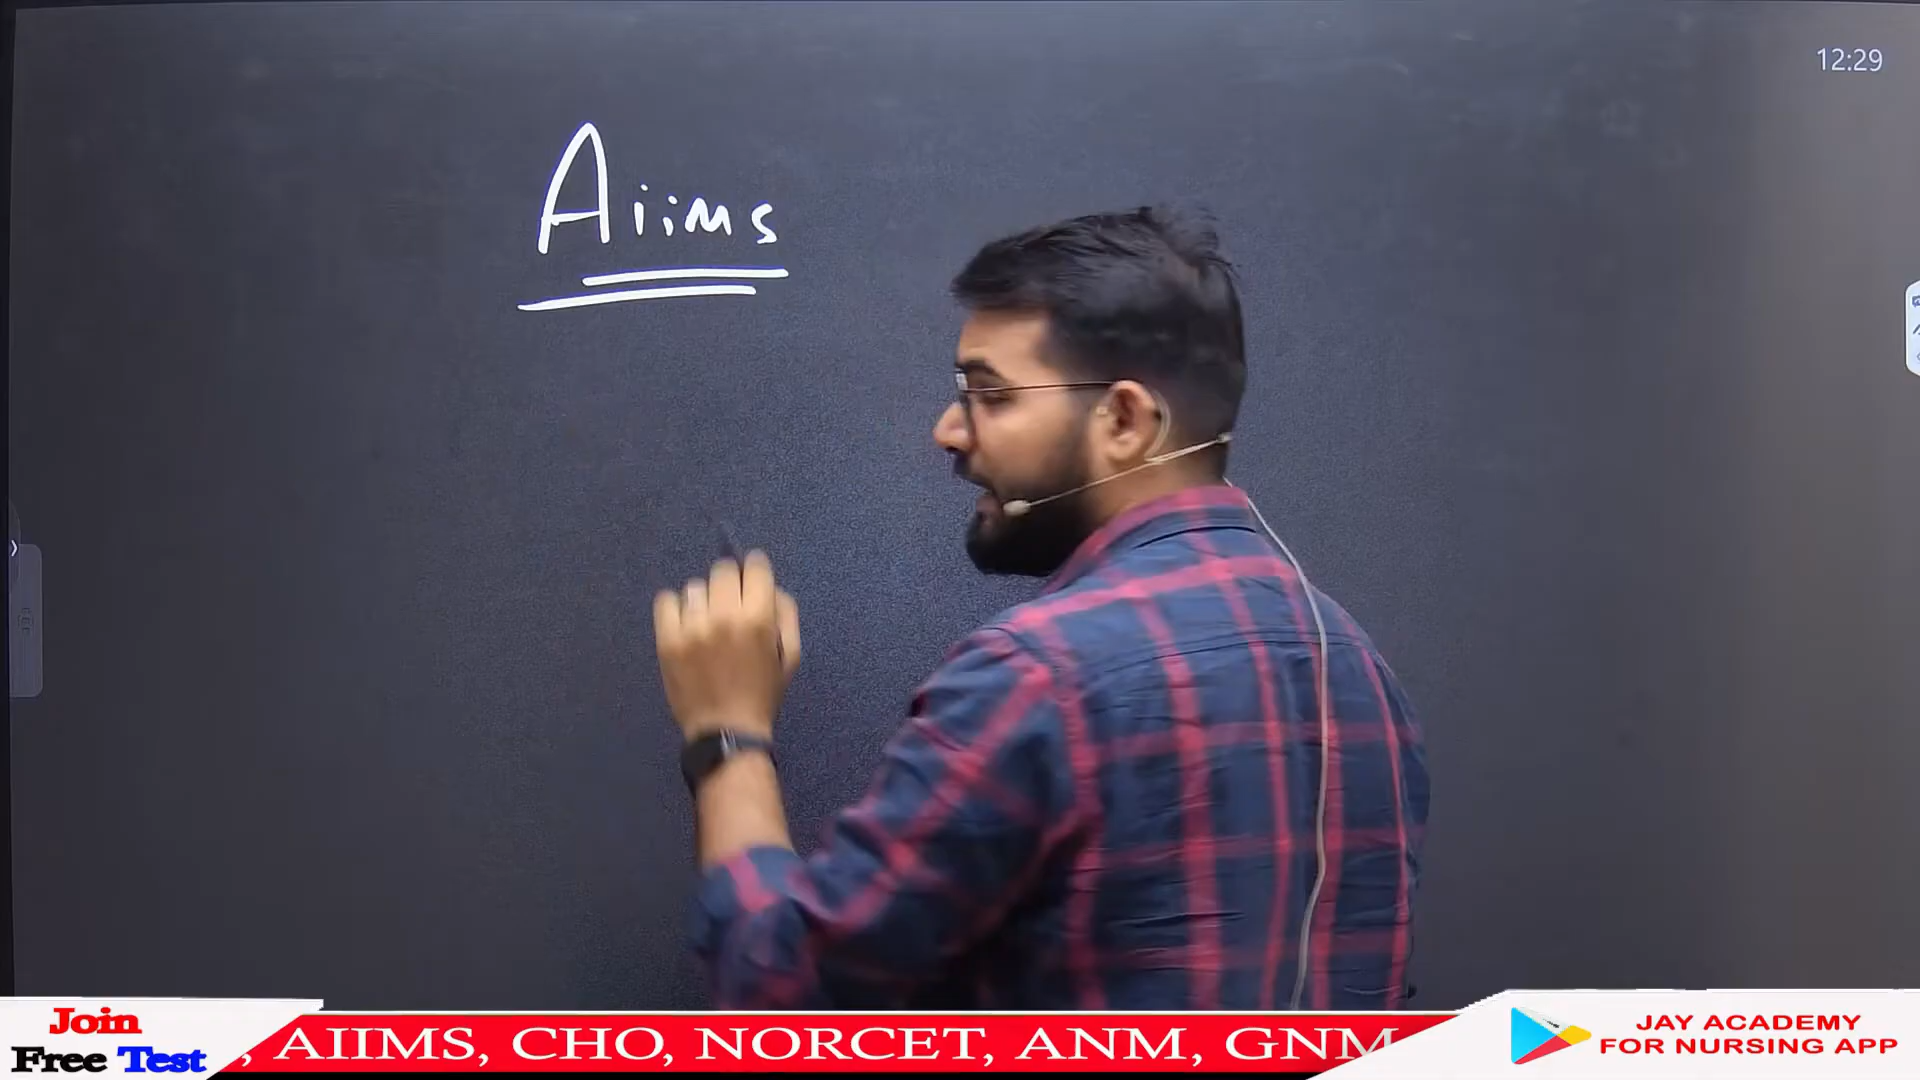 12:29
Aiims
Join
Free Test
, AIIMS, CHO, NORCET, ANM, GNM
JAY ACADEMY
FOR NURSING APP